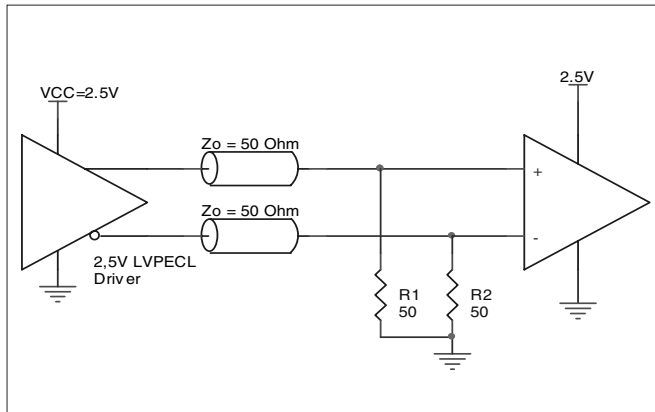 VCC=2.5V
2.5V
Zo = 50 Ohm
+
Zo = 50 Ohm
-
2,5V LVPECL
Driver
R1
50
R2
50